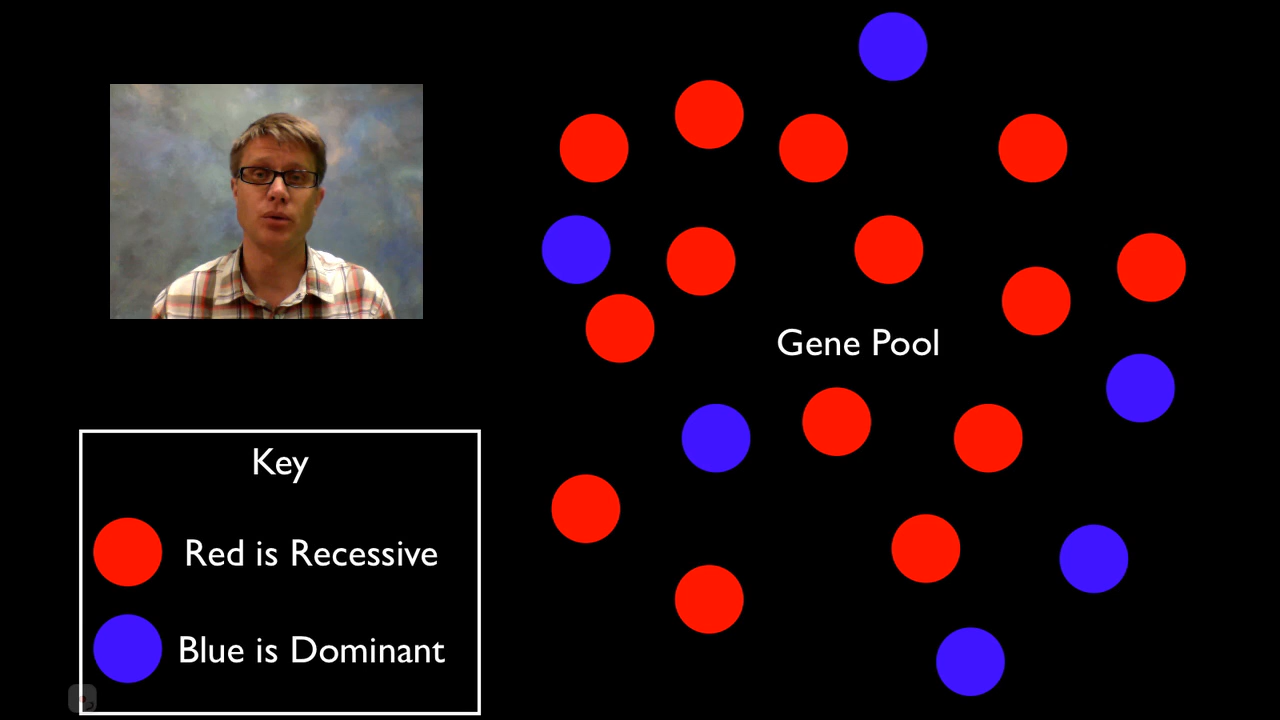 Gene Pool
Key
Red is Recessive
Blue is Dominant